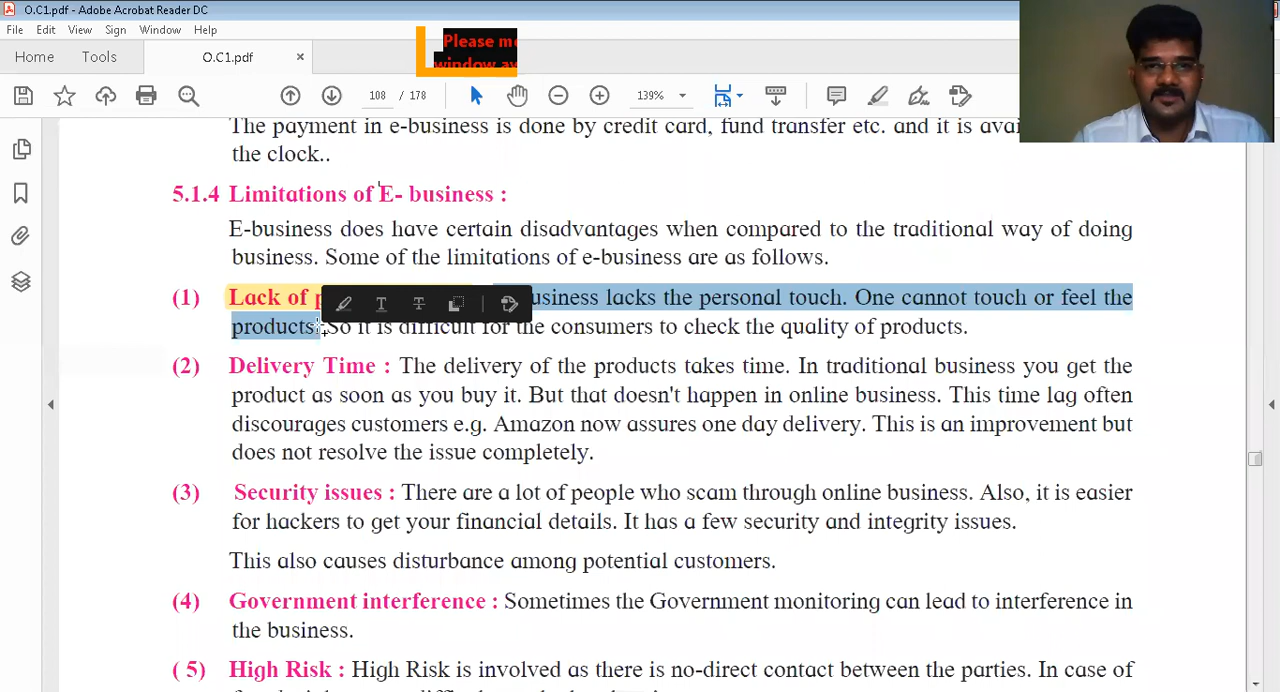 O.C1.pdf - Adobe Acrobat Reader DC
File Edit View Sign Window Help
Home Tools O.C1.pdf ×
Please m
window
108 / 178 139%
The payment in e-business is done by credit card, fund transfer etc. and it is
the clock..
5.1.4 Limitations of E- business :
E-business does have certain disadvantages when compared to the traditional way of doing
business. Some of the limitations of e-business are as follows.
(1) Lack of lacks the personal touch. One cannot touch or feel the
products. So it is difficult for the consumers to check the quality of products.
(2) Delivery Time : The delivery of the products takes time. In traditional business you get the
product as soon as you buy it. But that doesn't happen in online business. This time lag often
discourages customers e.g. Amazon now assures one day delivery. This is an improvement but
does not resolve the issue completely.
(3) Security issues : There are a lot of people who scam through online business. Also, it is easier
for hackers to get your financial details. It has a few security and integrity issues.
This also causes disturbance among potential customers.
(4) Government interference : Sometimes the Government monitoring can lead to interference in
the business.
( 5) High Risk : High Risk is involved as there is no-direct contact between the parties. In case of